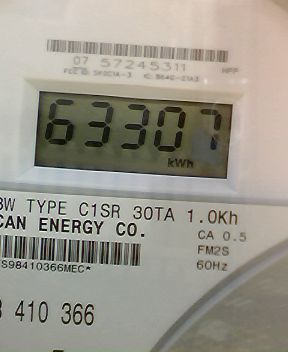 07 57245311
63307
kWh
3W TYPE C1SR 30TA 1.0Kh
CAN ENERGY CO.
CA 0.5
FM2S
60Hz
S98410366MEC*
410 366